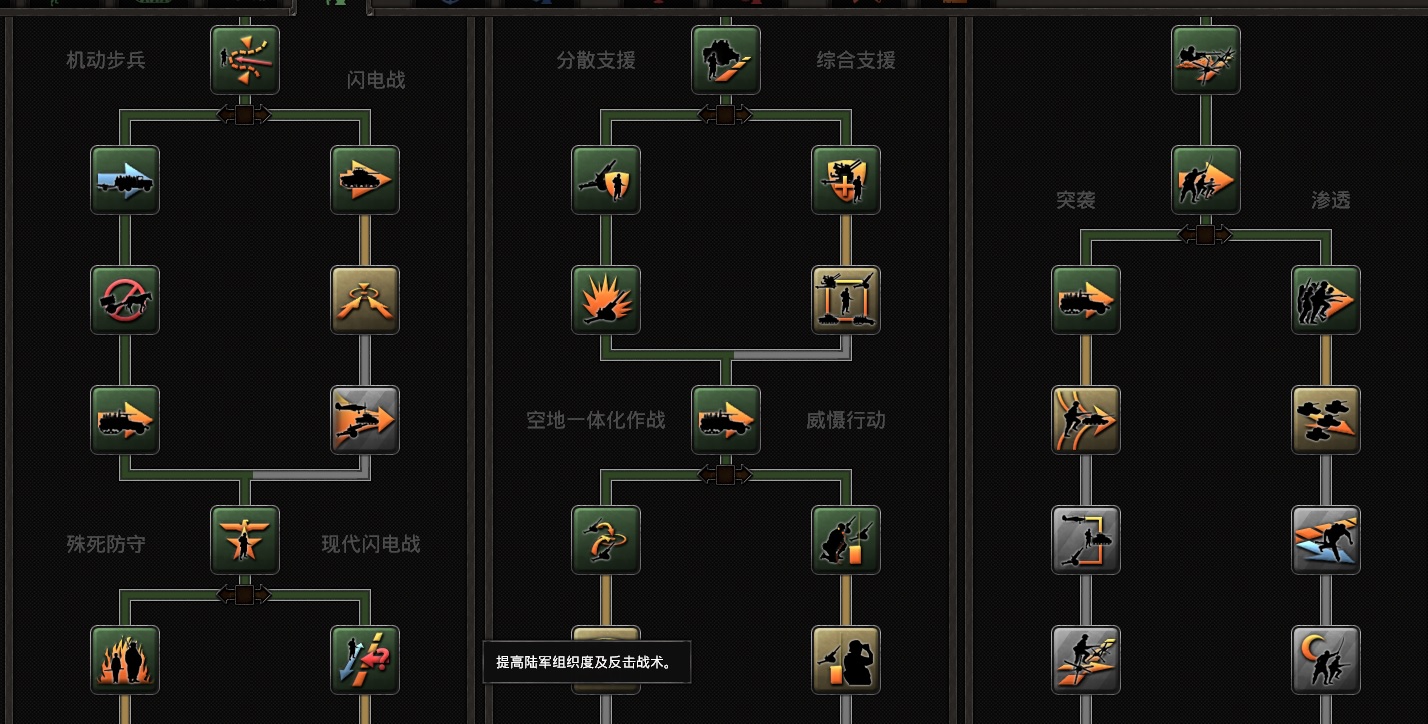 机动步兵
闪电战
分散支援
综合支援
突袭
渗透
空地一体化作战
威慑行动
殊死防守
现代闪电战
提高陆军组织度及反击战术。